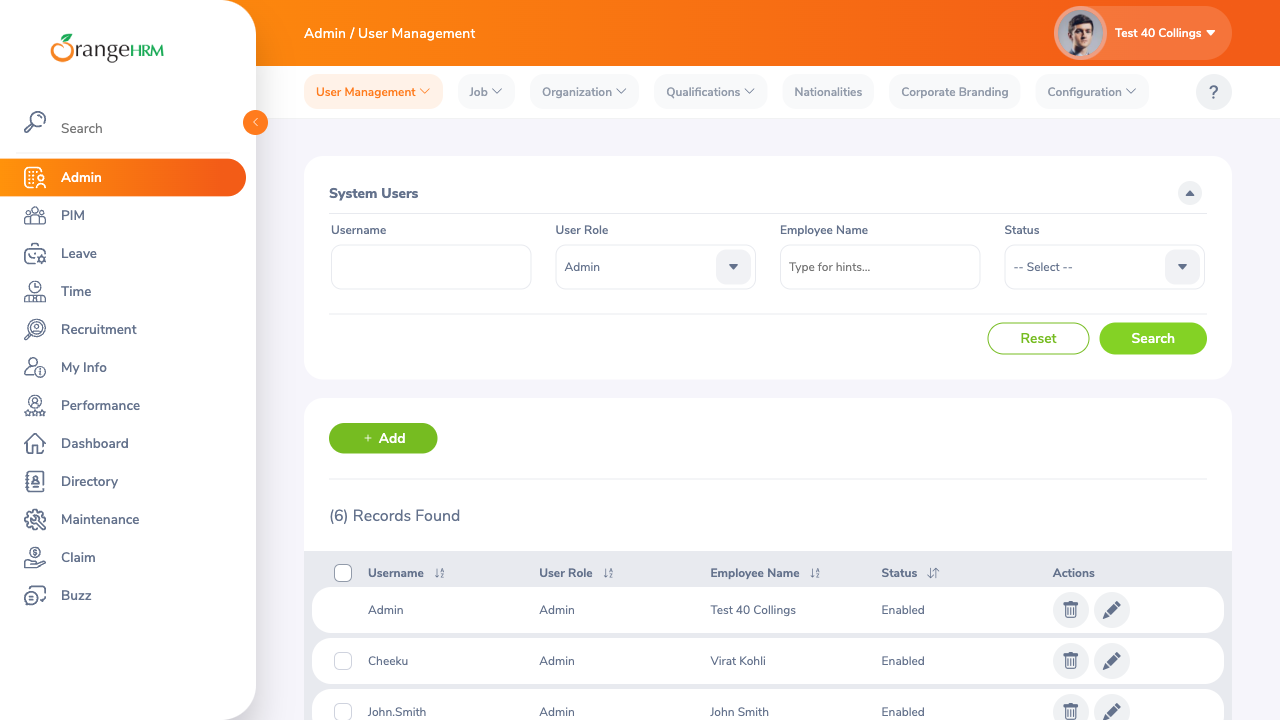 Admin / User Management
Test 40 Collings
OrangeHRM
User Management
Job
Organization
Qualifications
Nationalities
Corporate Branding
Configuration
?
Search
Admin
PIM
Leave
Time
Recruitment
My Info
Performance
Dashboard
Directory
Maintenance
Claim
Buzz
System Users
Username
User Role
Employee Name
Status
Admin
Type for hints...
-- Select --
Reset
Search
+ Add
(6) Records Found
Username User Role Employee Name Status Actions
Admin Admin Test 40 Collings Enabled
Cheeku Admin Virat Kohli Enabled
John.Smith Admin John Smith Enabled